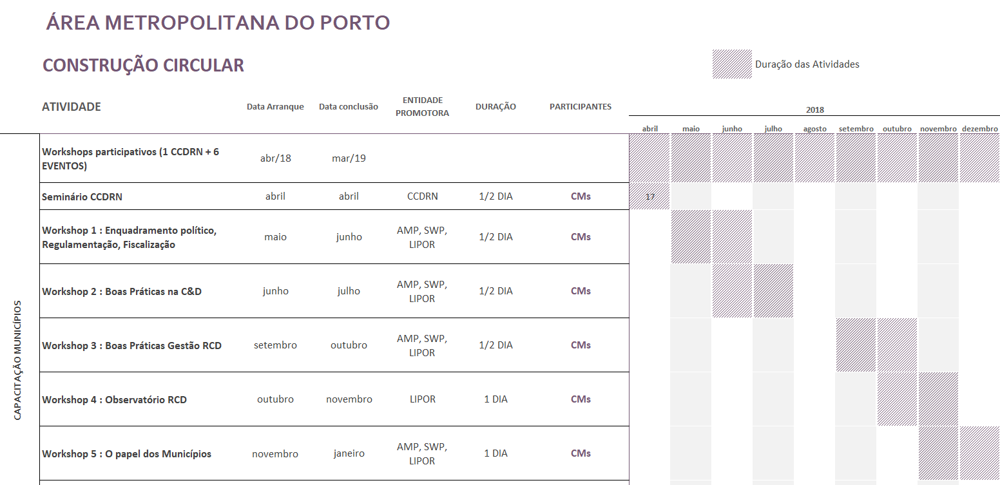 ÁREA METROPOLITANA DO PORTO
CONSTRUÇÃO CIRCULAR
Duração das Atividades
ATIVIDADE
Data Arranque
Data conclusão
ENTIDADE
PROMOTORA
DURAÇÃO
PARTICIPANTES
2018
abril
maio
junho
julho
agosto
setembro
outubro
novembro
dezembro
CAPACITAÇÃO MUNICÍPIOS
Workshops participativos (1 CCDRN + 6
EVENTOS)
abr/18
mar/19
Seminário CCDRN
abril
abril
CCDRN
1/2 DIA
CMs
17
Workshop 1 : Enquadramento político,
Regulamentação, Fiscalização
maio
junho
AMP, SWP,
LIPOR
1/2 DIA
CMs
Workshop 2 : Boas Práticas na C&D
junho
julho
AMP, SWP,
LIPOR
1/2 DIA
CMs
Workshop 3 : Boas Práticas Gestão RCD
setembro
outubro
AMP, SWP,
LIPOR
1/2 DIA
CMs
Workshop 4 : Observatório RCD
outubro
novembro
LIPOR
1 DIA
CMs
Workshop 5 : O papel dos Municípios
novembro
janeiro
AMP, SWP,
LIPOR
1 DIA
CMs